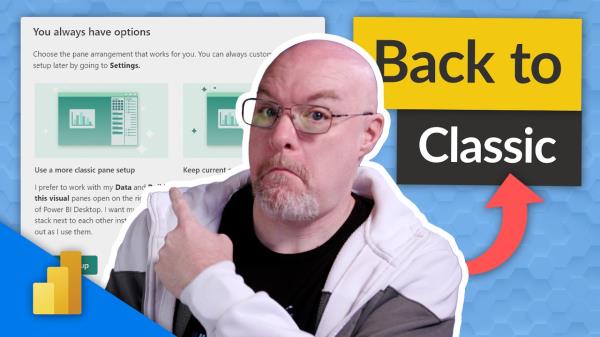 You always have options
Choose the pane arrangement that works for you. You can always
setup later by going to Settings.
Use a more classic pane setup
Keep current
I prefer to work with my Data and
this visual panes open on the
of Power BI Desktop. I want
stack next to each other
out as I use them.
Back to
Classic